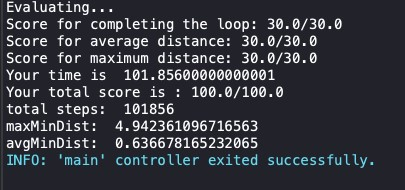 Evaluating...
Score for completing the loop: 30.0/30.0
Score for average distance: 30.0/30.0
Score for maximum distance: 30.0/30.0
Your time is  101.85600000000001
Your total score is : 100.0/100.0
total steps:  101856
maxMinDist:  4.942361096716563
avgMinDist:  0.636678165232065
INFO: 'main' controller exited successfully.